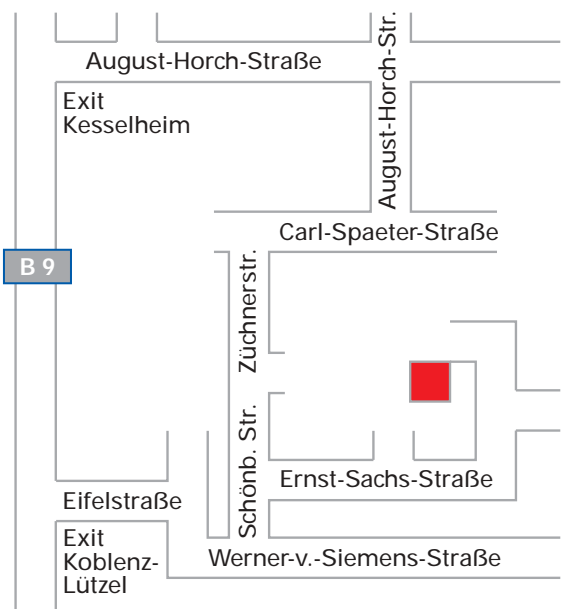 August-Horch-Straße
August-Horch-Str.
Exit
Kesselheim
Carl-Spaeter-Straße
B 9
Züchnerstr.
Schönb. Str.
Ernst-Sachs-Straße
Eifelstraße
Exit
Koblenz-
Lützel
Werner-v.-Siemens-Straße